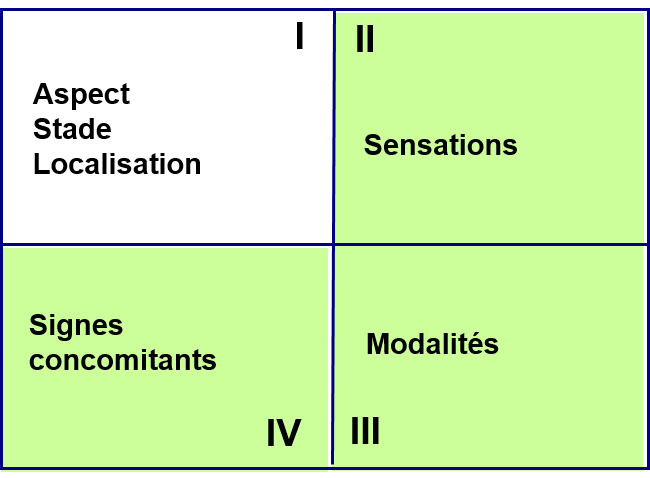 I
Aspect
Stade
Localisation
II
Sensations
Signes
concomitants
IV
Modalités
III